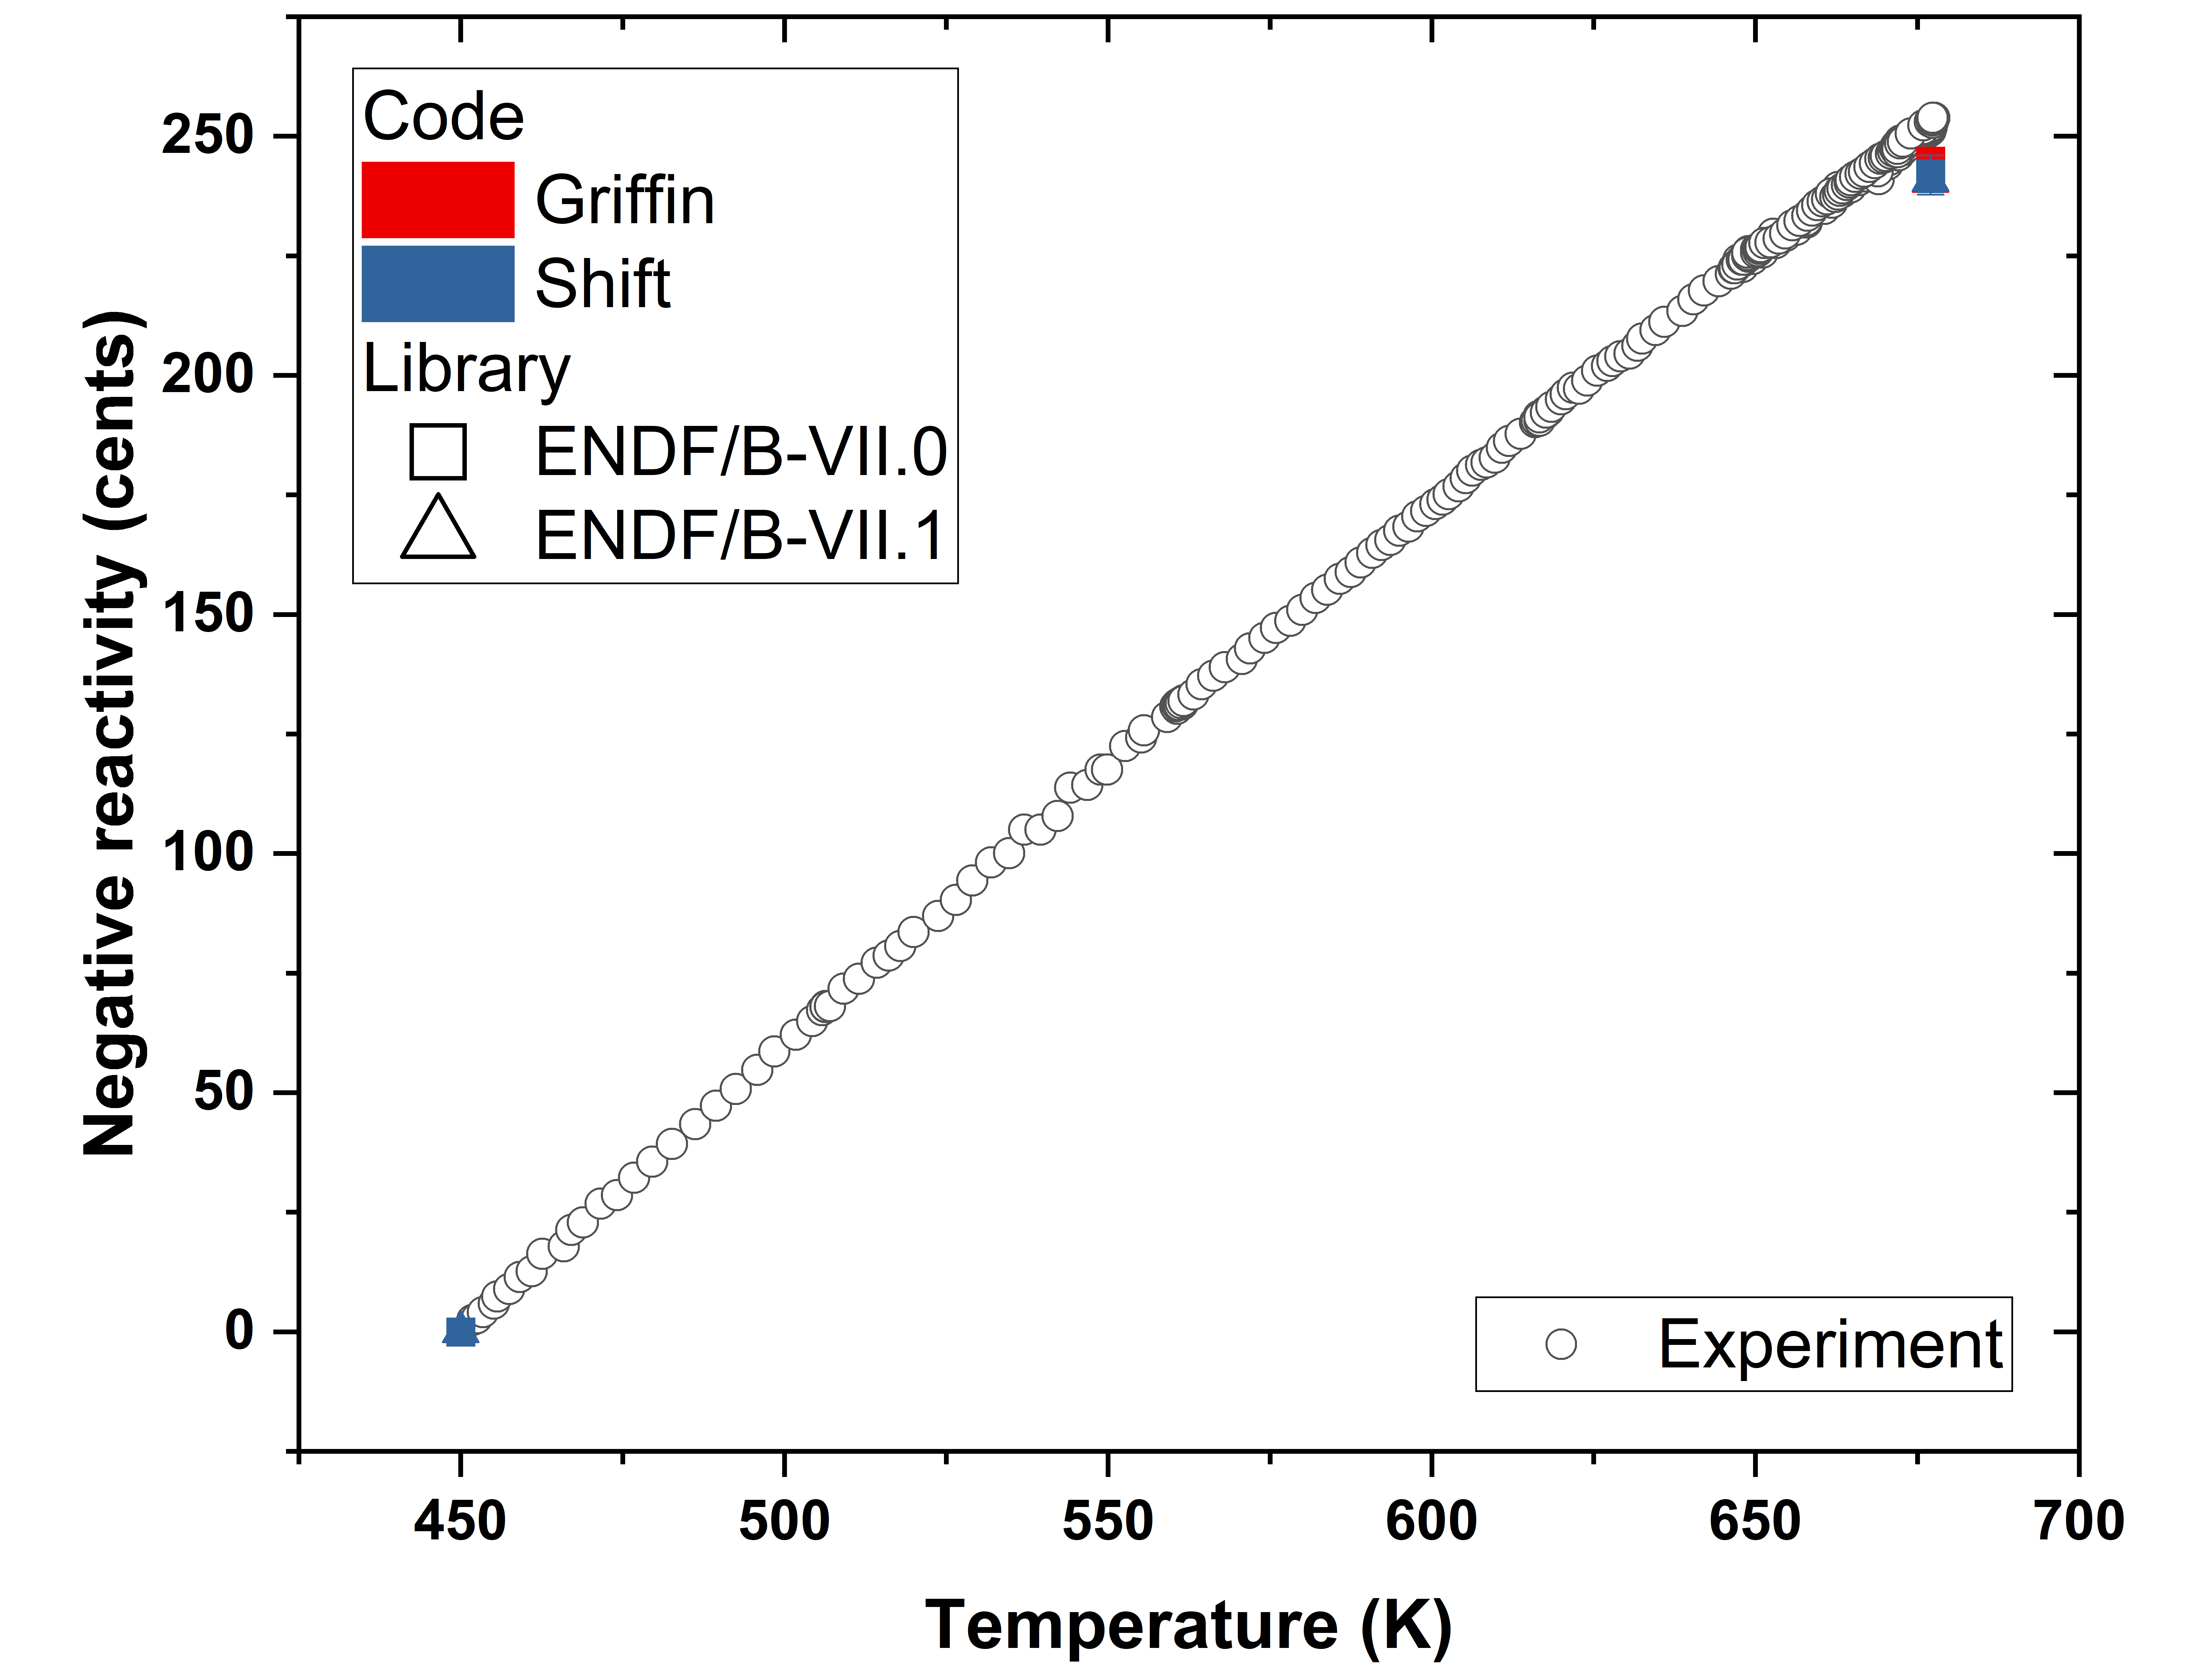 Code
Griffin
Shift
Library
ENDF/B-VII.0
ENDF/B-VII.1
250
200
150
100
50
0
Negative reactivity (cents)
Experiment
450 500 550 600 650 700
Temperature (K)